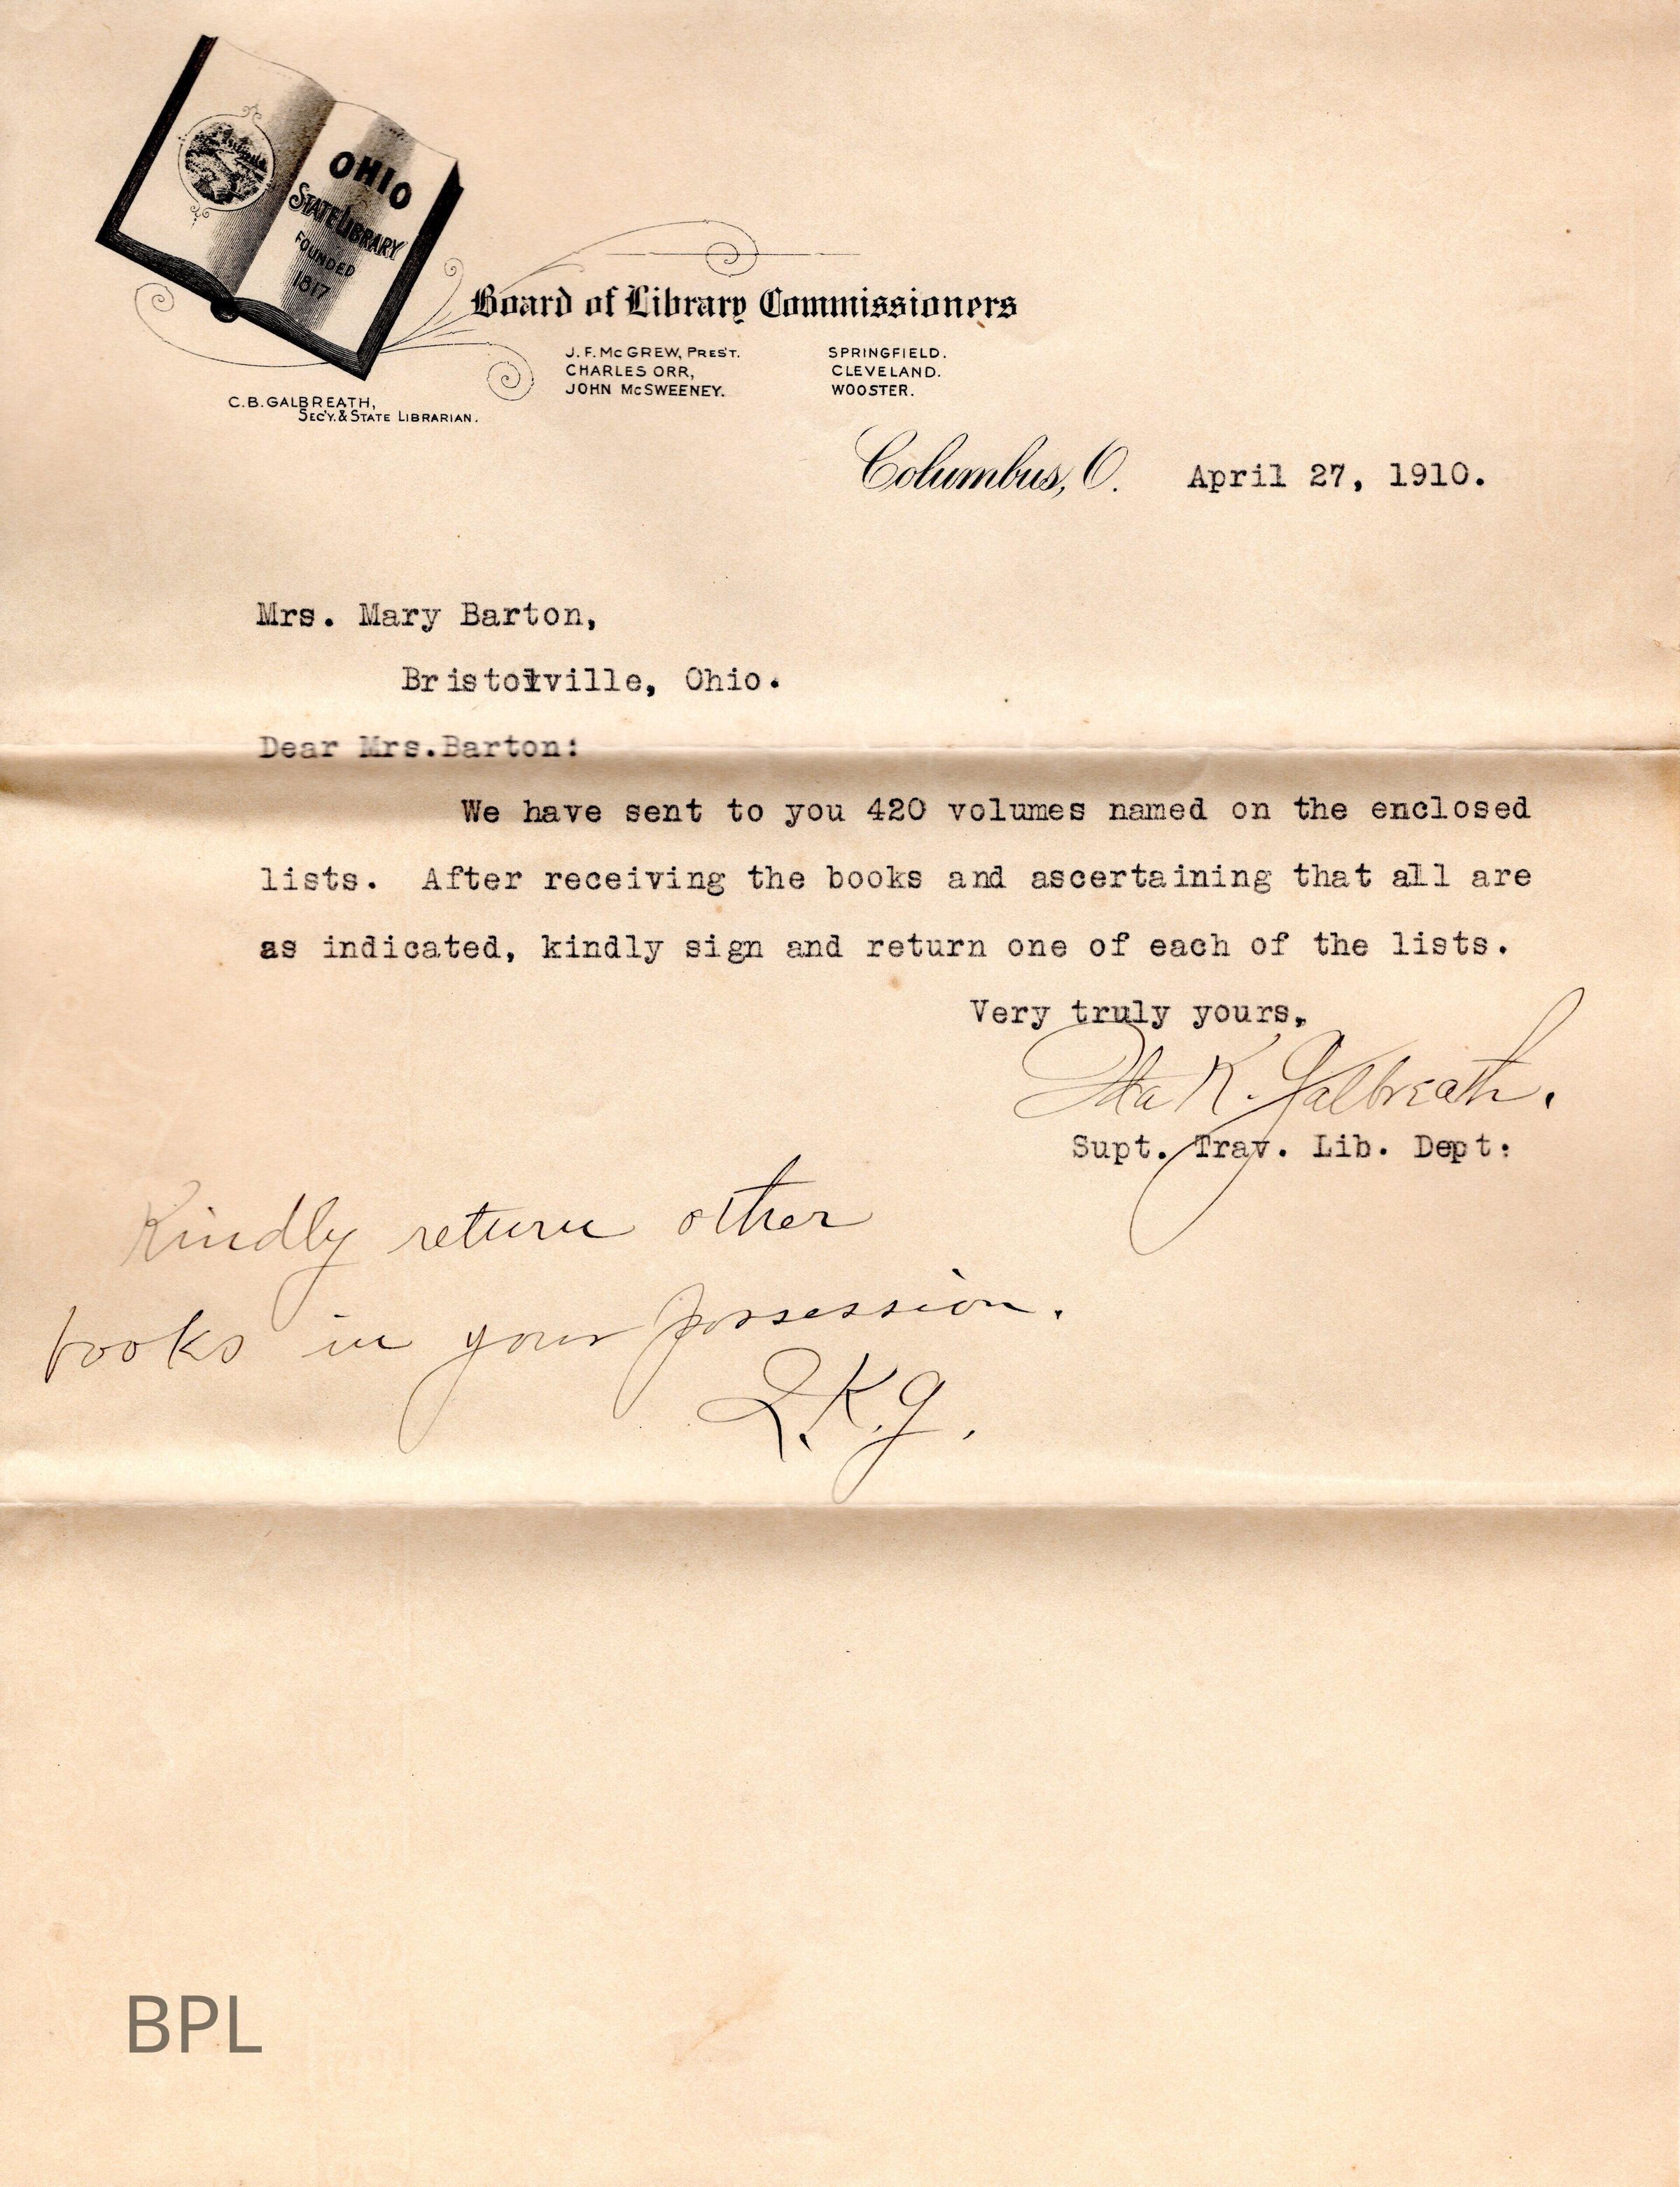 OHIO
STATE LIBRARY
FOUNDED
1817
Board of Library Commissioners
J. F. McGREW, PRES'T. SPRINGFIELD.
CHARLES ORR, CLEVELAND.
JOHN McSWEENEY. WOOSTER.
C. B. GALBREATH,
SEC'Y. & STATE LIBRARIAN.
Columbus, O. April 27, 1910.
Mrs. Mary Barton,
Bristolville, Ohio.
Dear Mrs.Barton:
We have sent to you 420 volumes named on the enclosed
lists. After receiving the books and ascertaining that all are
as indicated, kindly sign and return one of each of the lists.
Very truly yours,
Ida K. Galbreath.
Supt. Trav. Lib. Dept:
Kindly return other
books in your possession.
I.K.G.
BPL